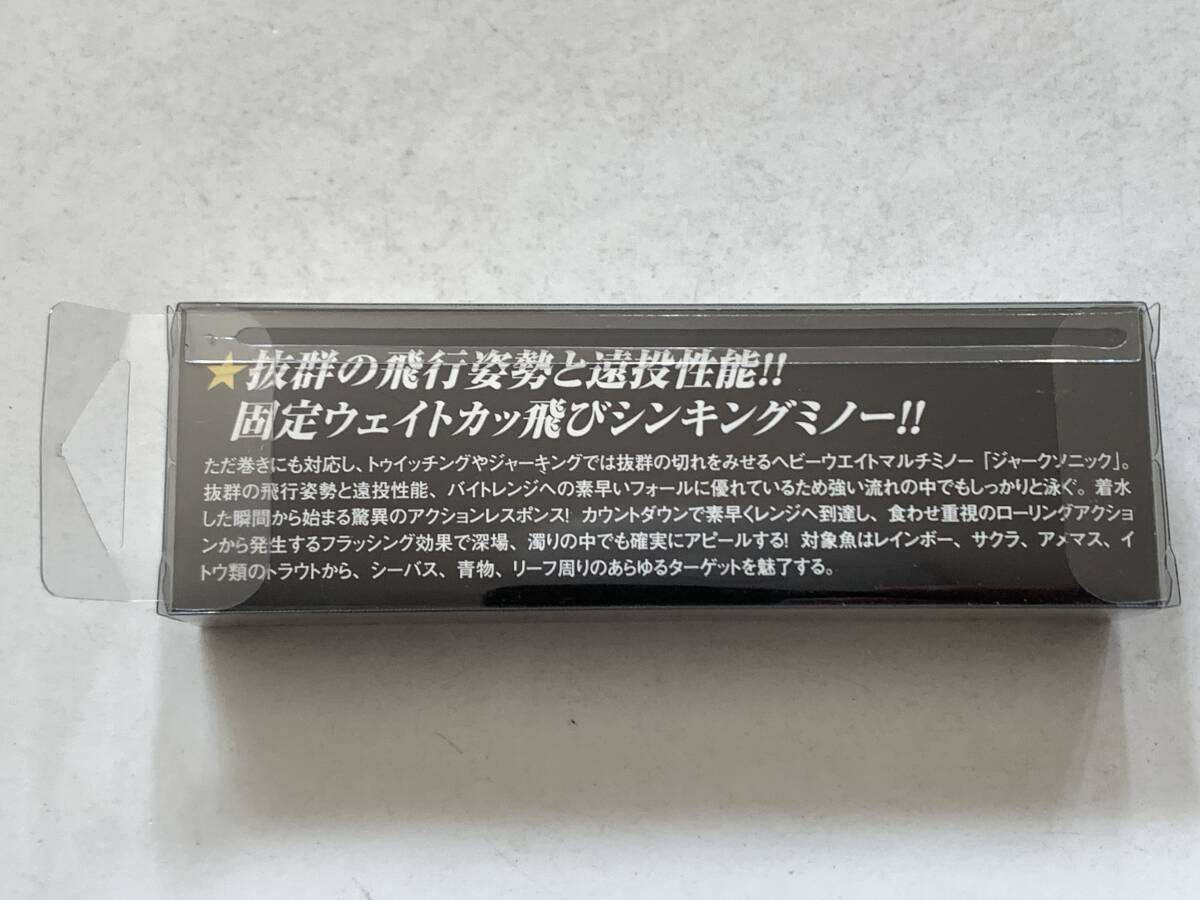 ★抜群の飛行姿勢と遠投性能!!
固定ウェイトカッ飛びシンキングミノー!!
ただ巻きにも対応し、トゥイッチングやジャーキングでは抜群の切れをみせるヘビーウエイトマルチミノー「ジャークソニック」。
抜群の飛行姿勢と遠投性能、バイトレンジへの素早いフォールに優れているため強い流れの中でもしっかりと泳ぐ。着水
した瞬間から始まる驚異のアクションレスポンス! カウントダウンで素早くレンジへ到達し、食わせ重視のローリングアクショ
ンから発生するフラッシング効果で深場、濁りの中でも確実にアピールする! 対象魚はレインボー、サクラ、アメマス、イ
トウ類のトラウトから、シーバス、青物、リーフ周りのあらゆるターゲットを魅了する。